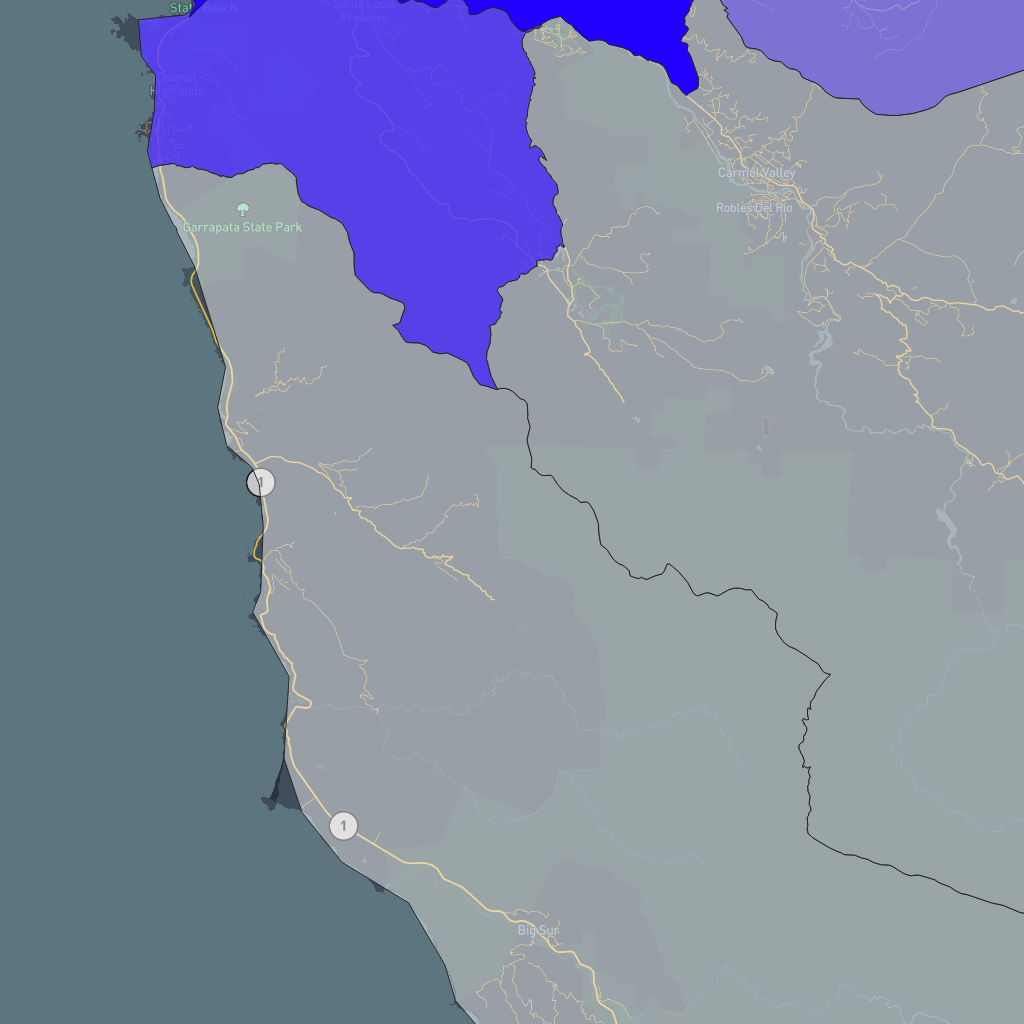 State Beach
Santa Lucia
Preserve
Carmel
Highlands
Carmel Valley
Robles Del Rio
Garrapata State Park
1
1
Big Sur